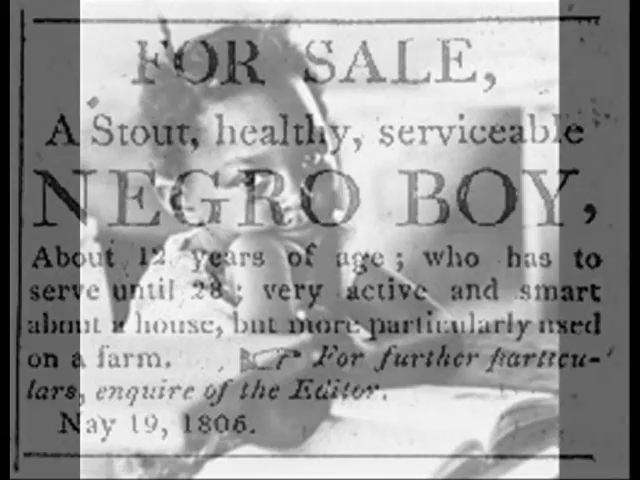 FOR SALE,
A Stout, healthy, serviceable
NEGRO BOY,
About 12 years of age; who has to
serve until 28; very active and smart
about a house, but more particularly used
on a farm. ☞ For further particu-
lars, enquire of the Editor.
May 19, 1806.